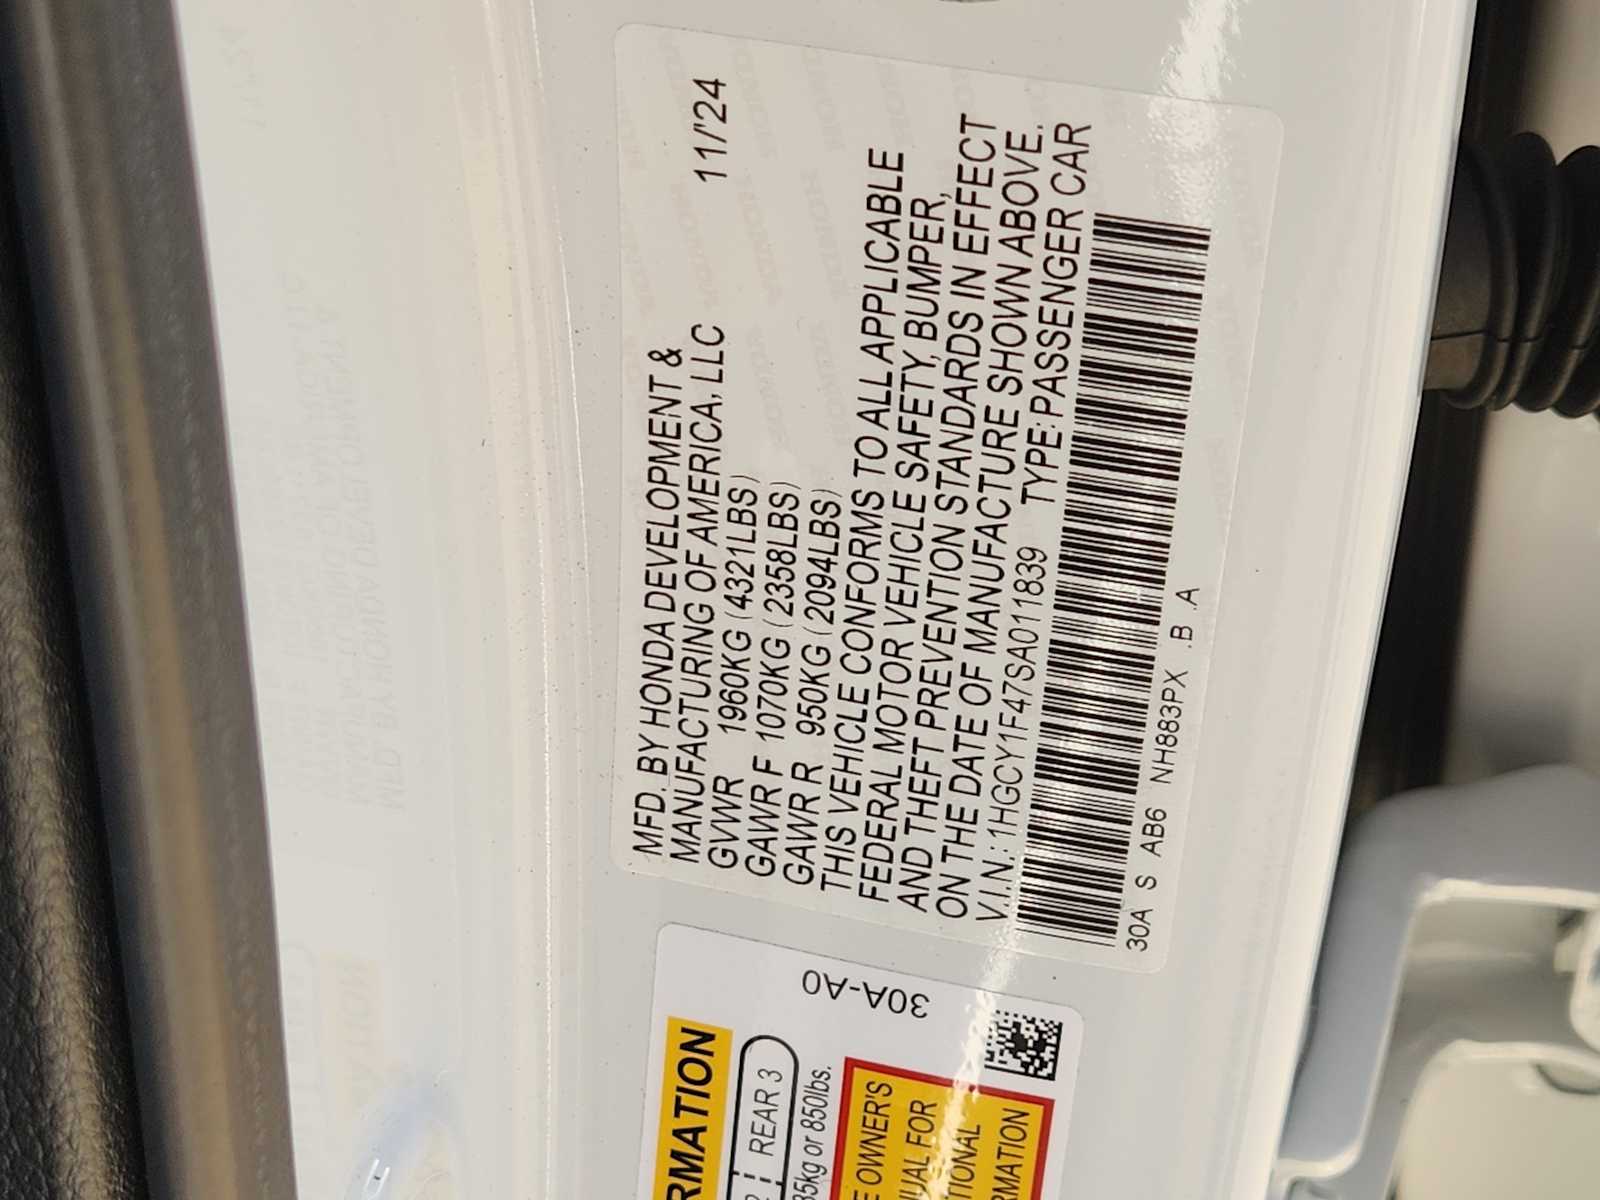 MFD. BY HONDA DEVELOPMENT &
MANUFACTURING OF AMERICA, LLC 11/'24
GVWR 1960KG (4321LBS)
GAWR F 1070KG (2358LBS)
GAWR R 950KG (2094LBS)
THIS VEHICLE CONFORMS TO ALL APPLICABLE
FEDERAL MOTOR VEHICLE SAFETY, BUMPER,
AND THEFT PREVENTION STANDARDS IN EFFECT
ON THE DATE OF MANUFACTURE SHOWN ABOVE.
V.I.N.: 1HGCY1F47SA011839 TYPE: PASSENGER CAR
30A S AB6 NH883PX .B .A
30A-A0
RMATION
REAR 3
35kg or 850lbs.
E OWNER'S
UAL FOR
TIONAL
RMATION